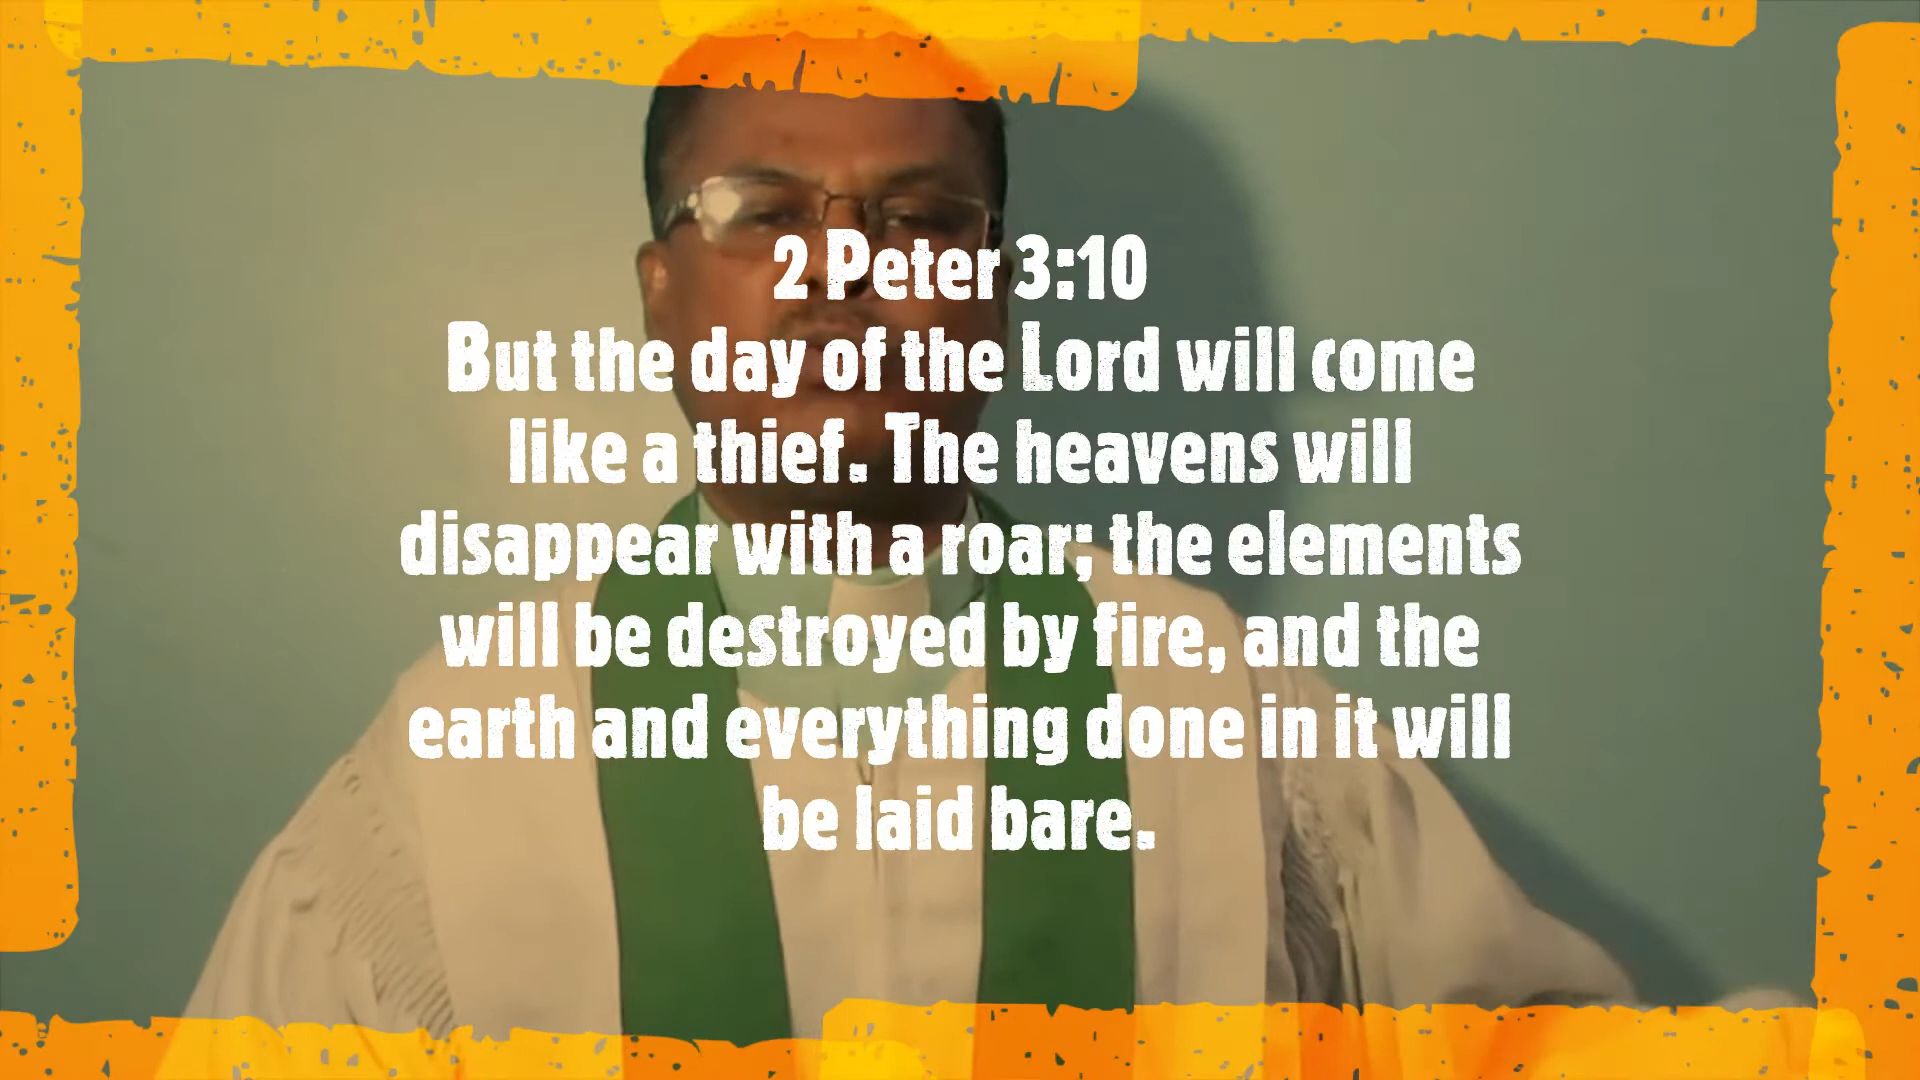 2 Peter 3:10
But the day of the Lord will come
like a thief. The heavens will
disappear with a roar; the elements
will be destroyed by fire, and the
earth and everything done in it will
be laid bare.